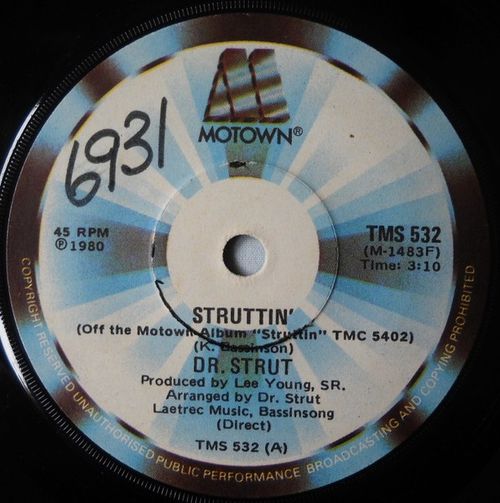 MOTOWN®
6931
45 RPM
℗ 1980
TMS 532
(M-1483F)
Time: 3:10
STRUTTIN'
(Off the Motown Album "Struttin" TMC 5402)
(K. Bassinson)
DR. STRUT
Produced by Lee Young, SR.
Arranged by Dr. Strut
Laetrec Music, Bassinsong
(Direct)
TMS 532 (A)
COPYRIGHT RESERVED UNAUTHORISED PUBLIC PERFORMANCE BROADCASTING AND COPYING PROHIBITED